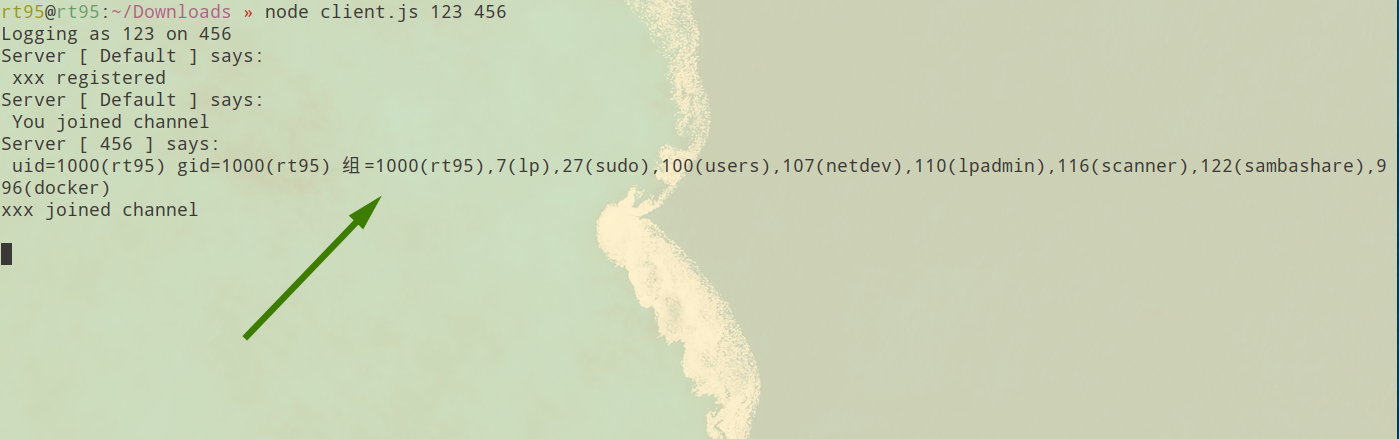 rt95@rt95:~/Downloads » node client.js 123 456
Logging as 123 on 456
Server [ Default ] says:
 xxx registered
Server [ Default ] says:
 You joined channel
Server [ 456 ] says:
 uid=1000(rt95) gid=1000(rt95) 组=1000(rt95),7(lp),27(sudo),100(users),107(netdev),110(lpadmin),116(scanner),122(sambashare),9
96(docker)
xxx joined channel